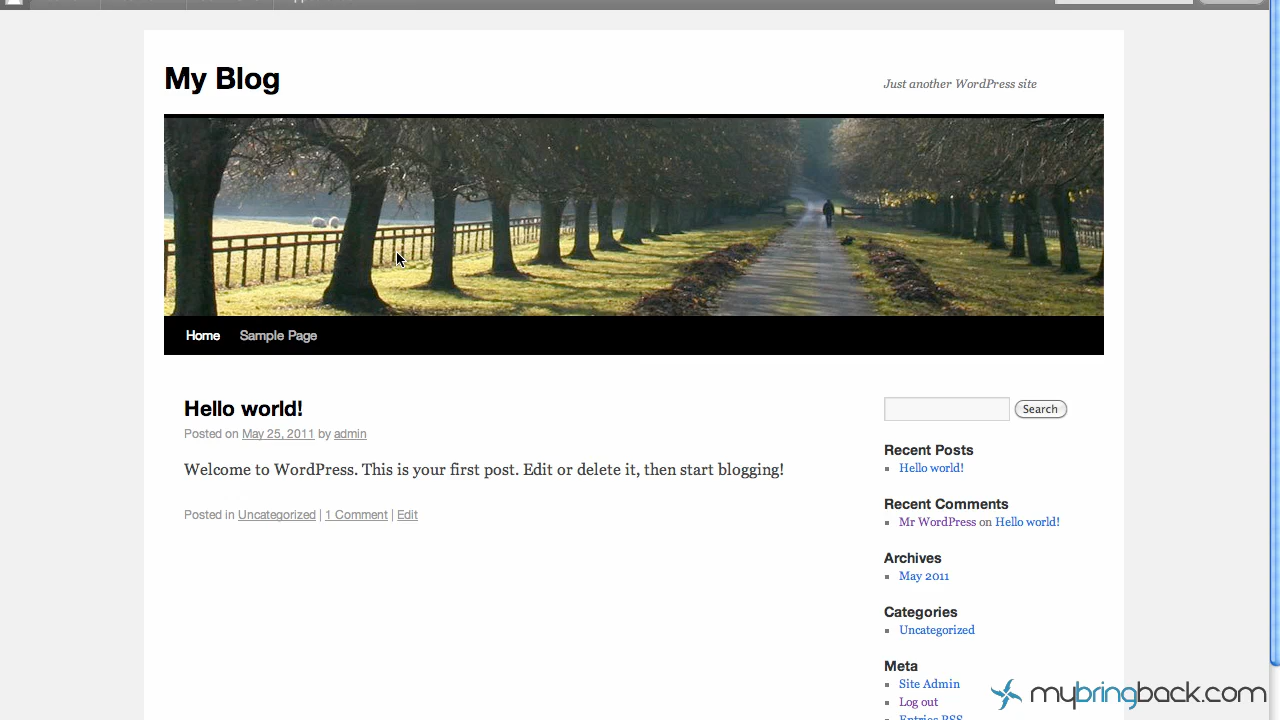 My Blog
Just another WordPress site
Home Sample Page
Hello world!
Posted on May 25, 2011 by admin
Welcome to WordPress. This is your first post. Edit or delete it, then start blogging!
Posted in Uncategorized | 1 Comment | Edit
Search
Recent Posts
Hello world!
Recent Comments
Mr WordPress on Hello world!
Archives
May 2011
Categories
Uncategorized
Meta
Site Admin
Log out
Entries RSS
mybringback.com